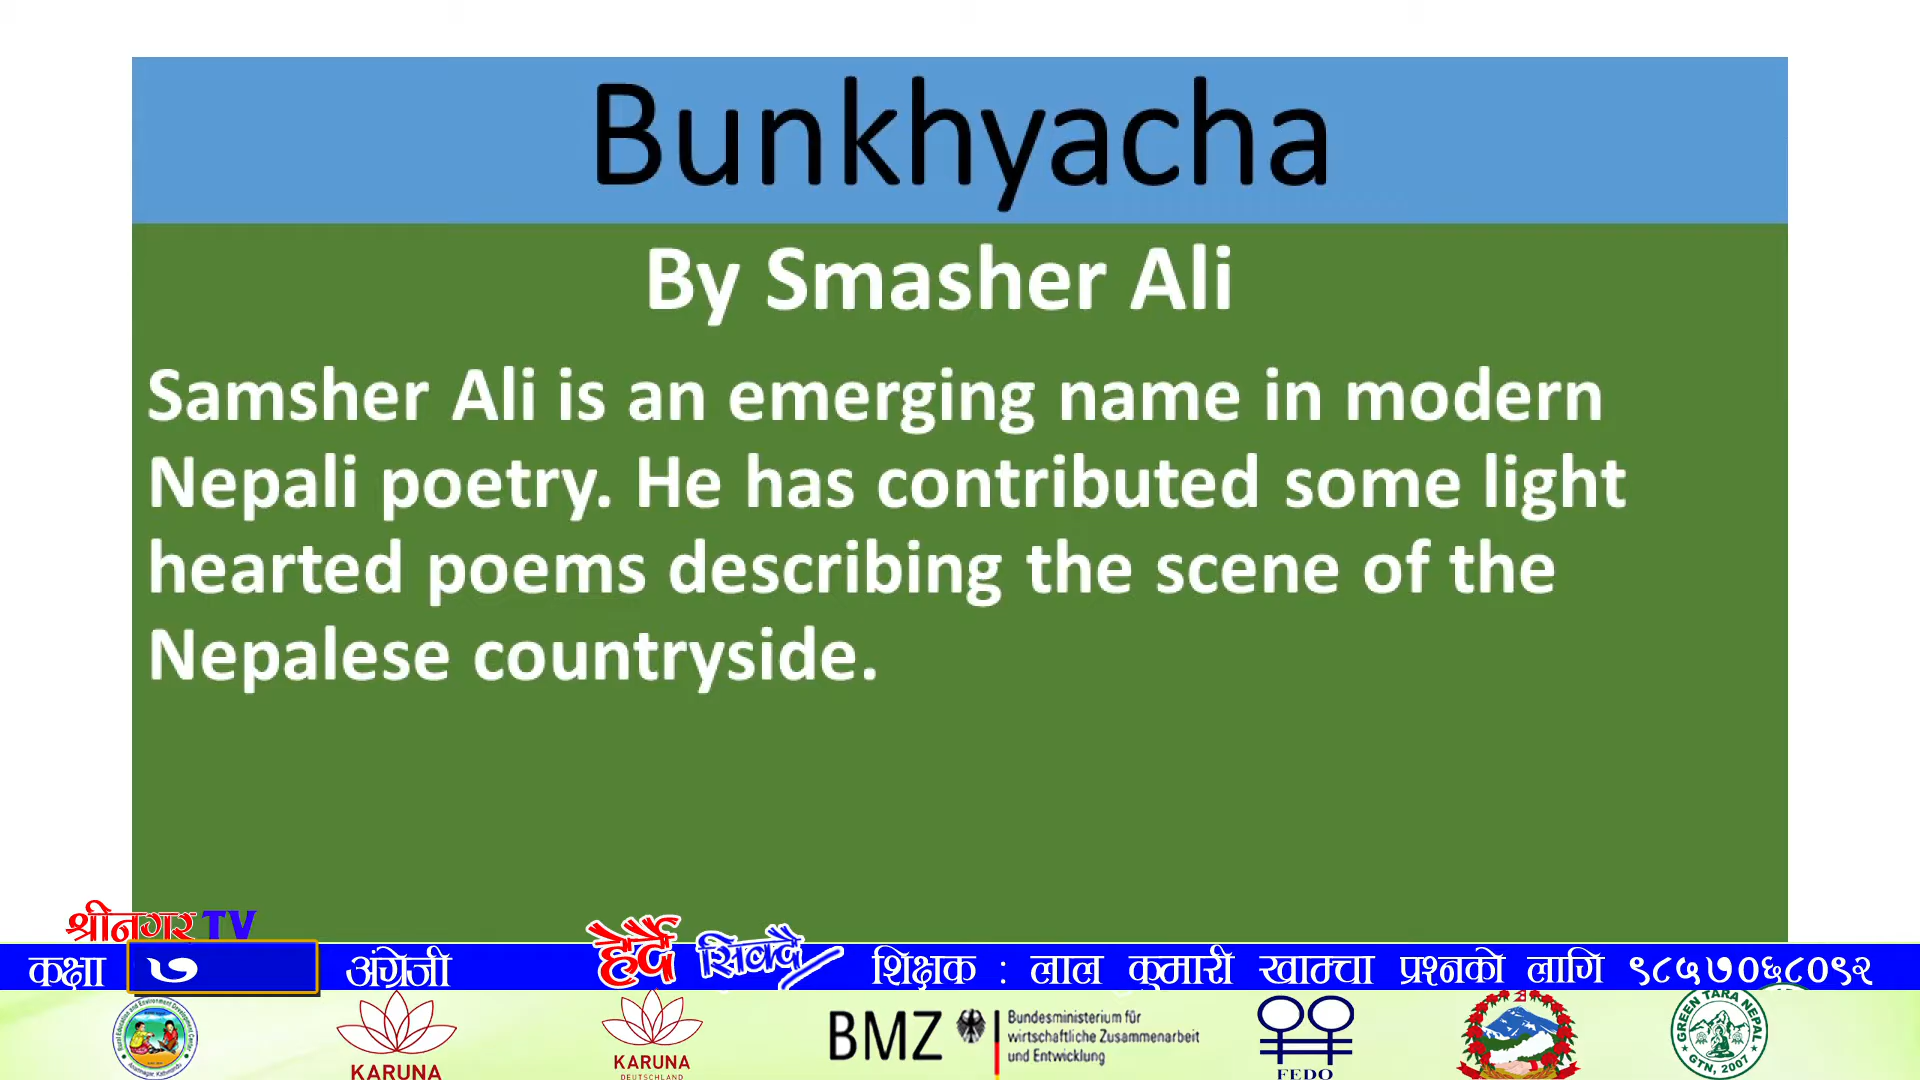 Bunkhyacha
By Smasher Ali
Samsher Ali is an emerging name in modern
Nepali poetry. He has contributed some light
hearted poems describing the scene of the
Nepalese countryside.
श्रीनगर TV
कक्षा ७ अंग्रेजी हेर्दै सिक्दै शिक्षक : लाल कुमारी खाम्चा प्रश्नको लागि ९८५७०६८०९२
KARUNA
KARUNA
DEUTSCHLAND
BMZ
Bundesministerium für
wirtschaftliche Zusammenarbeit
und Entwicklung
FEDO
GREEN TARA NEPAL
GTN, 2007